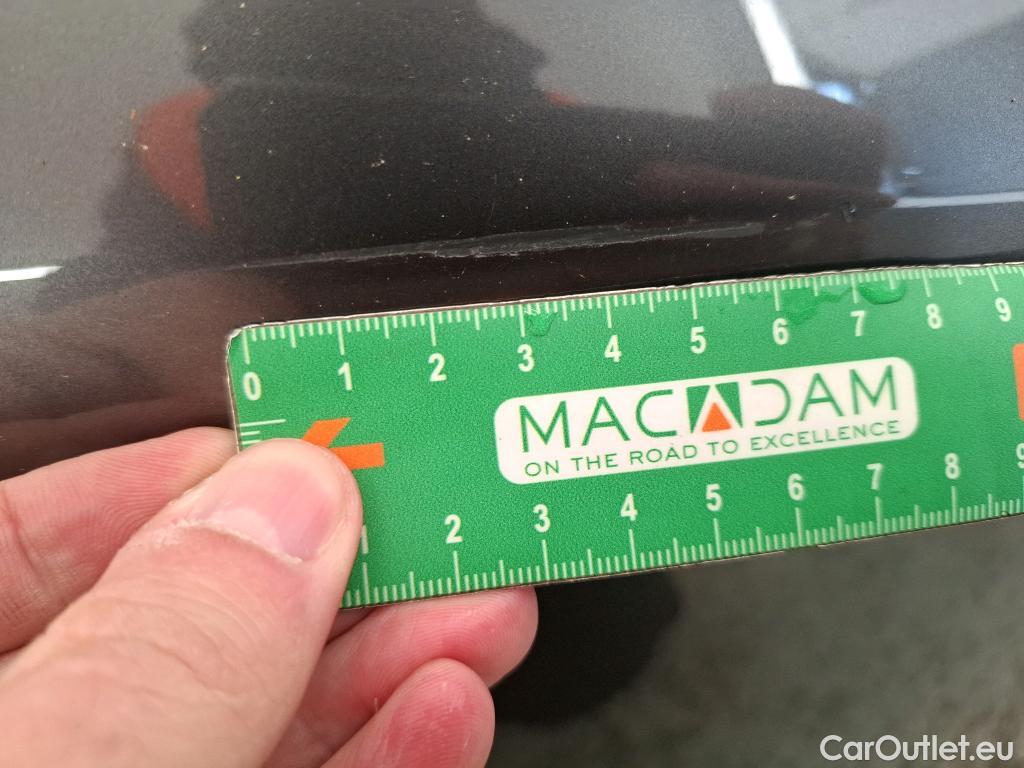 0 1 2 3 4 5 6 7 8 9
MACADAM
ON THE ROAD TO EXCELLENCE
1 2 3 4 5 6 7 8 9
CarOutlet.eu